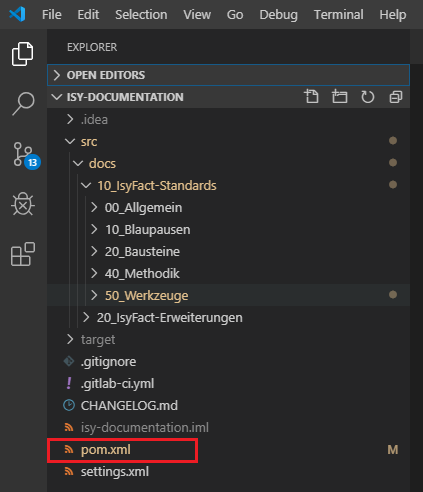 File Edit Selection View Go Debug Terminal Help
EXPLORER
OPEN EDITORS
ISY-DOCUMENTATION
.idea
src
docs
10_IsyFact-Standards
00_Allgemein
10_Blaupausen
20_Bausteine
40_Methodik
50_Werkzeuge
20_IsyFact-Erweiterungen
target
.gitignore
.gitlab-ci.yml
CHANGELOG.md
isy-documentation.iml
pom.xml M
settings.xml
13